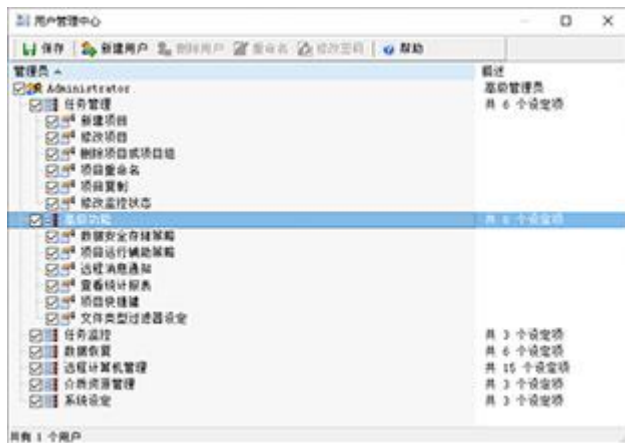 用户管理中心
保存 新建用户 删除用户 重命名 修改密码 帮助
管理员 描述
Administrator 高级管理员
任务管理 共 6 个设定项
新建项目
修改项目
删除项目或项目组
项目重命名
项目复制
修改监控状态
高级功能 共 6 个设定项
数据安全存储策略
项目运行辅助策略
远程消息通知
查看统计报表
项目快捷键
文件类型过滤器设定
任务监控 共 3 个设定项
数据恢复 共 6 个设定项
远程计算机管理 共 15 个设定项
介质资源管理 共 3 个设定项
系统设定 共 3 个设定项
共有 1 个用户